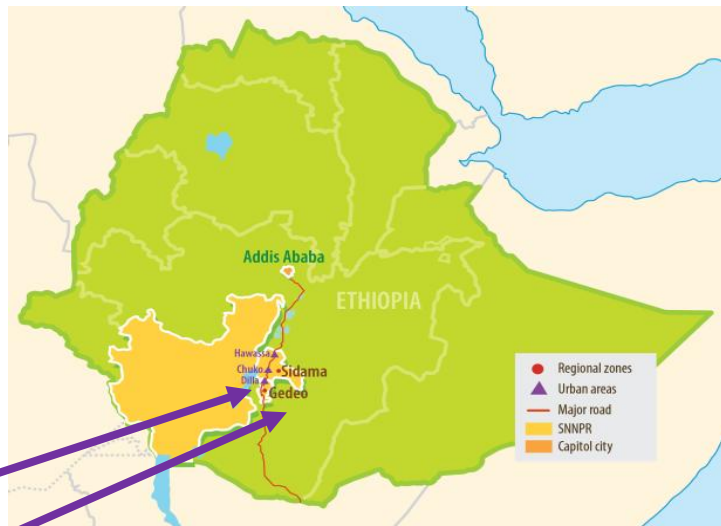 Addis Ababa
ETHIOPIA
Hawassa
Chuko
Sidama
Dilla
Gedeo
Regional zones
Urban areas
Major road
SNNPR
Capitol city